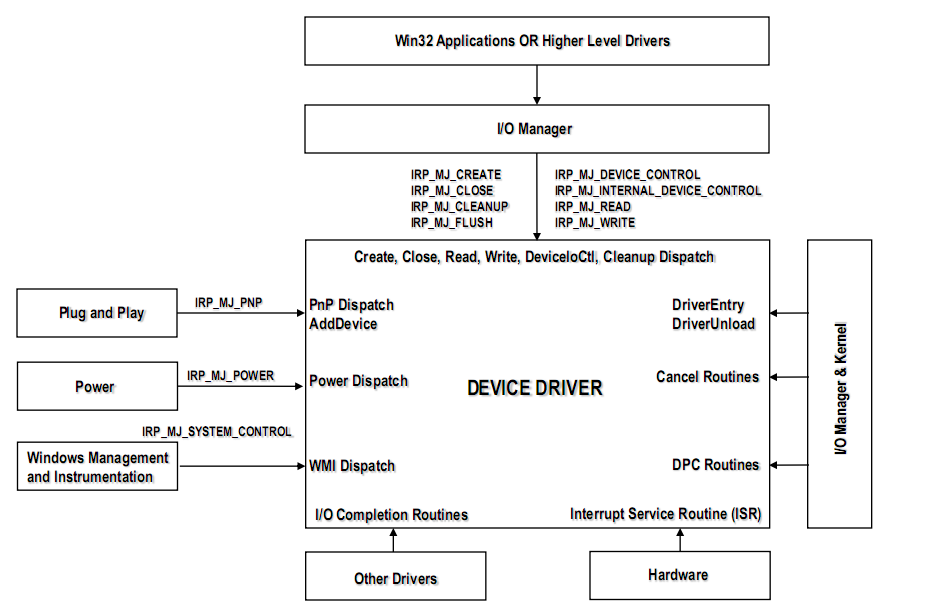 Win32 Applications OR Higher Level Drivers
I/O Manager
IRP_MJ_CREATE
IRP_MJ_CLOSE
IRP_MJ_CLEANUP
IRP_MJ_FLUSH
IRP_MJ_DEVICE_CONTROL
IRP_MJ_INTERNAL_DEVICE_CONTROL
IRP_MJ_READ
IRP_MJ_WRITE
Create, Close, Read, Write, DeviceIoCtl, Cleanup Dispatch
Plug and Play
IRP_MJ_PNP
PnP Dispatch
AddDevice
DriverEntry
DriverUnload
Power
IRP_MJ_POWER
Power Dispatch
DEVICE DRIVER
Cancel Routines
I/O Manager & Kernel
IRP_MJ_SYSTEM_CONTROL
Windows Management
and Instrumentation
WMI Dispatch
DPC Routines
I/O Completion Routines
Interrupt Service Routine (ISR)
Other Drivers
Hardware